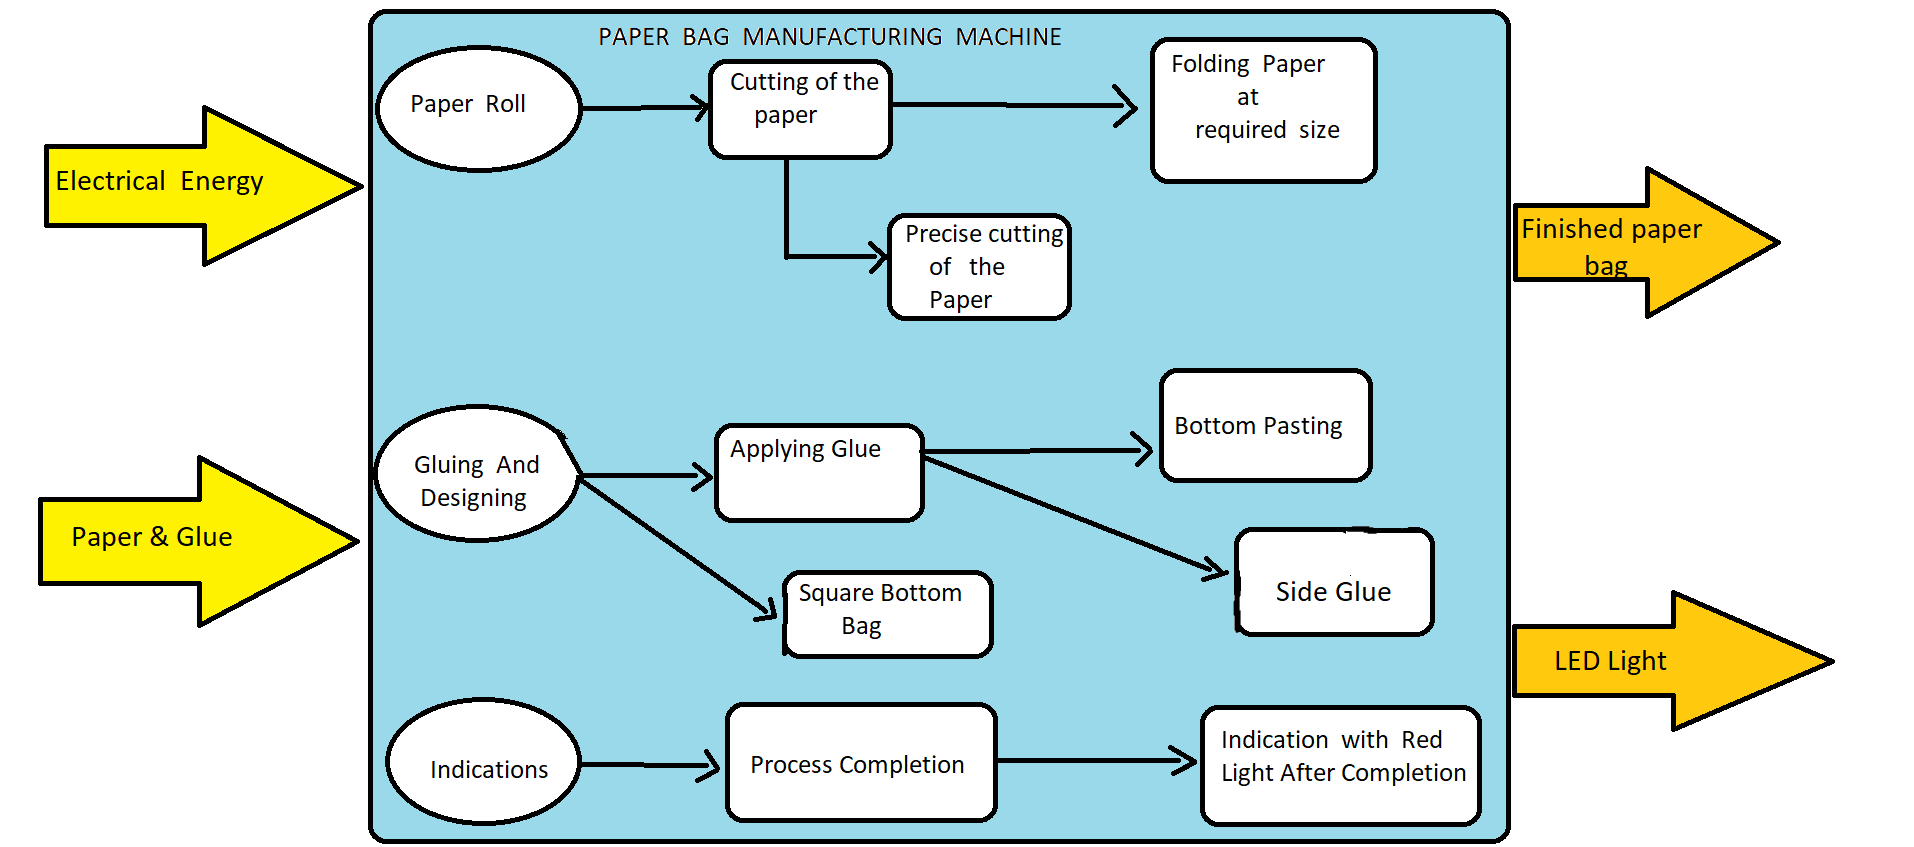 PAPER BAG MANUFACTURING MACHINE
Paper Roll
Cutting of the
paper
Folding Paper
at
required size
Electrical Energy
Precise cutting
of the
Paper
Finished paper
bag
Gluing And
Designing
Applying Glue
Bottom Pasting
Paper & Glue
Square Bottom
Bag
Side Glue
LED Light
Indications
Process Completion
Indication with Red
Light After Completion